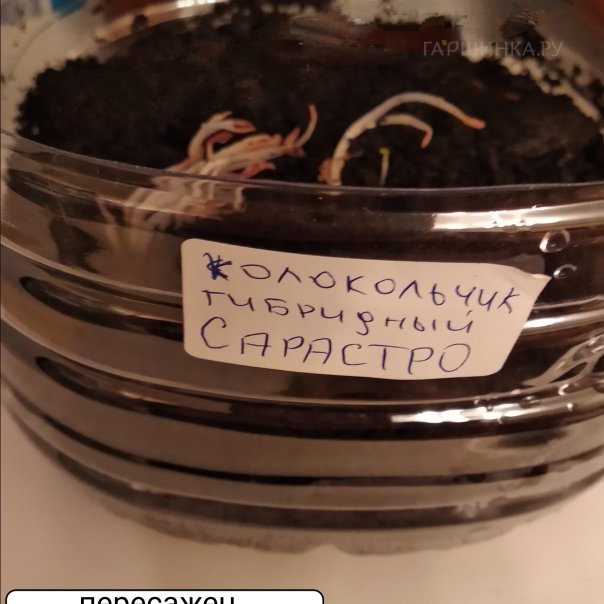 ГАРШИНКА.РУ
КОЛОКОЛЬЧИК
ГИБРИДНЫЙ
САРАСТРО
пересажен